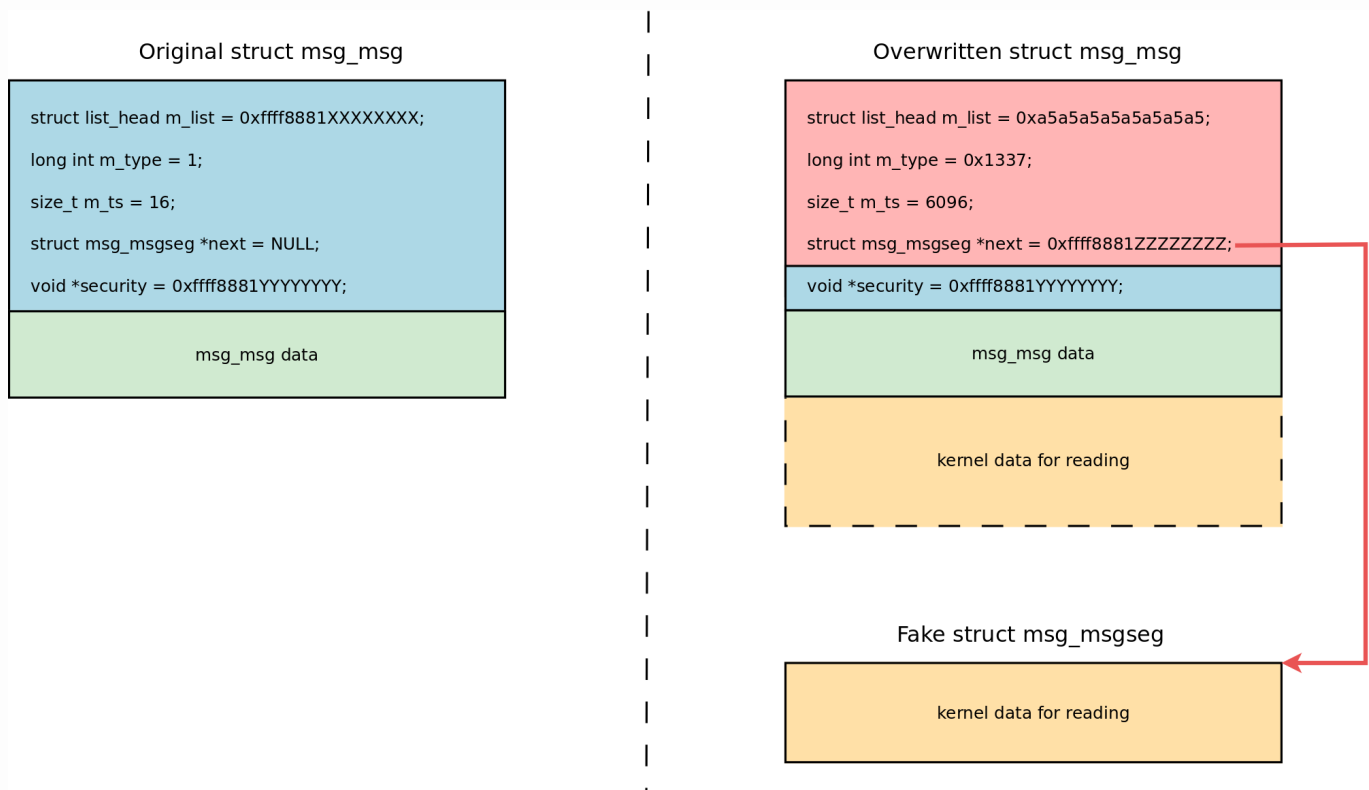 Original struct msg_msg
struct list_head m_list = 0xffff8881XXXXXXXX;
long int m_type = 1;
size_t m_ts = 16;
struct msg_msgseg *next = NULL;
void *security = 0xffff8881YYYYYYYY;
msg_msg data
Overwritten struct msg_msg
struct list_head m_list = 0xa5a5a5a5a5a5a5a5;
long int m_type = 0x1337;
size_t m_ts = 6096;
struct msg_msgseg *next = 0xffff8881ZZZZZZZZ;
void *security = 0xffff8881YYYYYYYY;
msg_msg data
kernel data for reading
Fake struct msg_msgseg
kernel data for reading